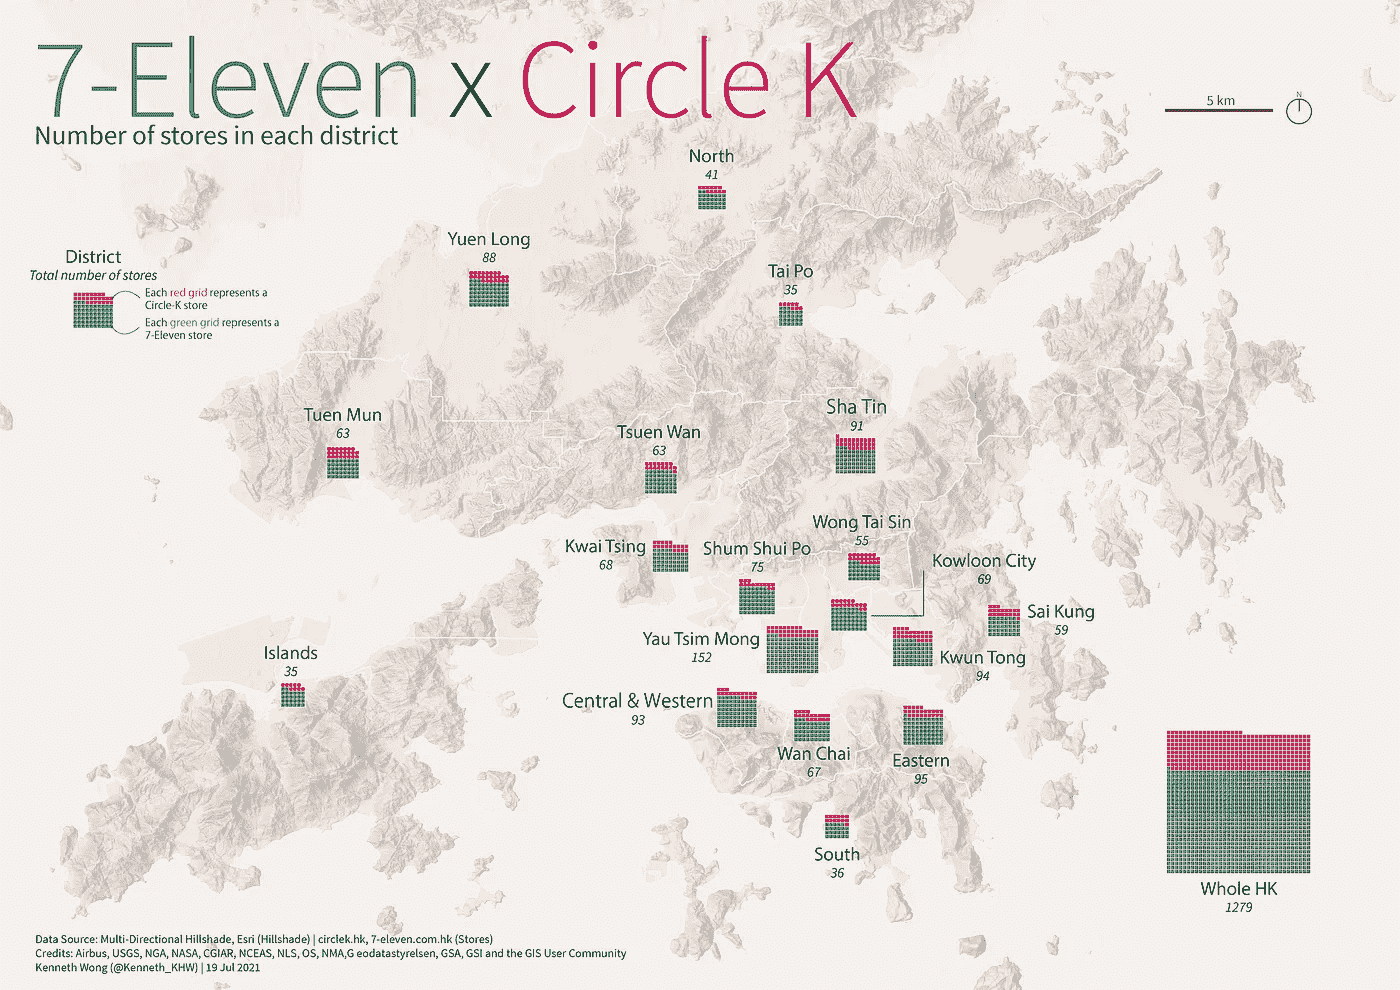 7-Eleven x Circle K
Number of stores in each district
5 km
N
North
41
Yuen Long
88
District
Total number of stores
Each red grid represents a
Circle-K store
Each green grid represents a
7-Eleven store
Tai Po
35
Tuen Mun
63
Tsuen Wan
63
Sha Tin
91
Wong Tai Sin
55
Kwai Tsing
68
Shum Shui Po
75
Kowloon City
69
Sai Kung
59
Yau Tsim Mong
152
Kwun Tong
94
Islands
35
Central & Western
93
Wan Chai
67
Eastern
95
South
36
Whole HK
1279
Data Source: Multi-Directional Hillshade, Esri (Hillshade) | circlek.hk, 7-eleven.com.hk (Stores)
Credits: Airbus, USGS, NGA, NASA, CGIAR, NCEAS, NLS, OS, NMA,G eodatastyrelsen, GSA, GSI and the GIS User Community
Kenneth Wong (@Kenneth_KHW) | 19 Jul 2021